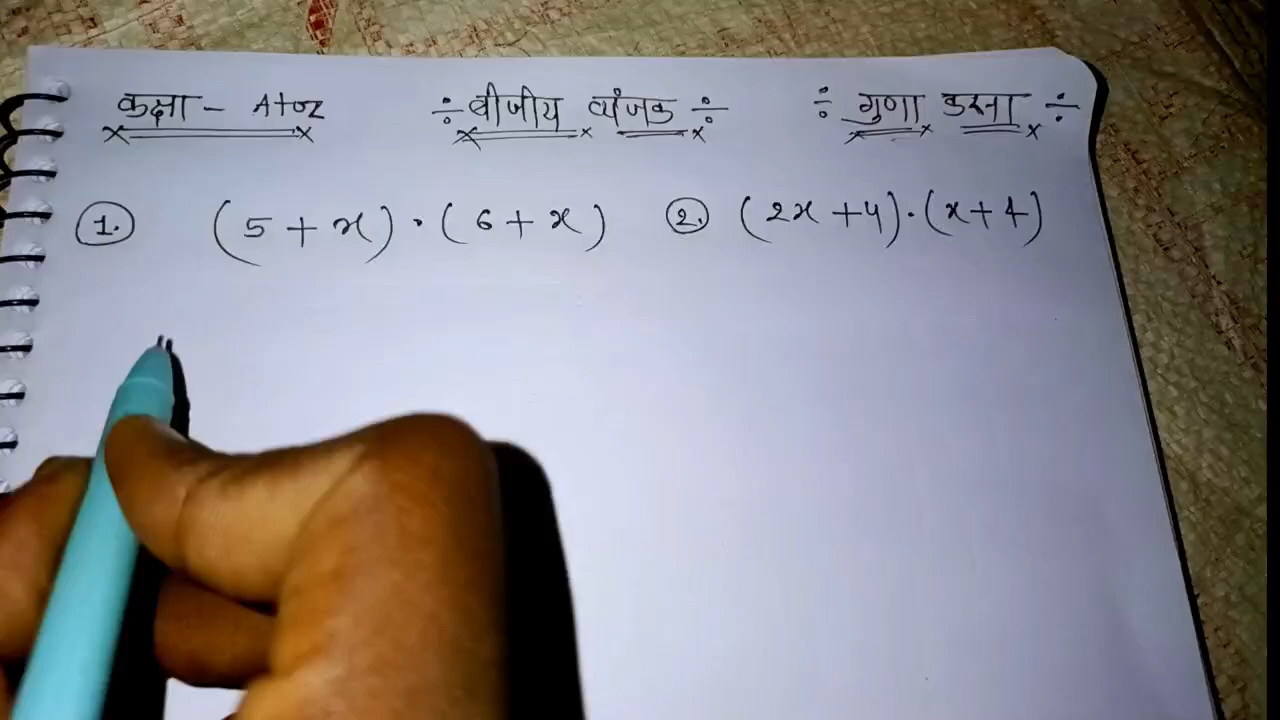 कक्षा - A to Z ÷ बीजीय व्यंजक ÷ ÷ गुणा करना ÷
1. (5 + x) · (6 + x) 2. (2x + 4) · (x + 4)